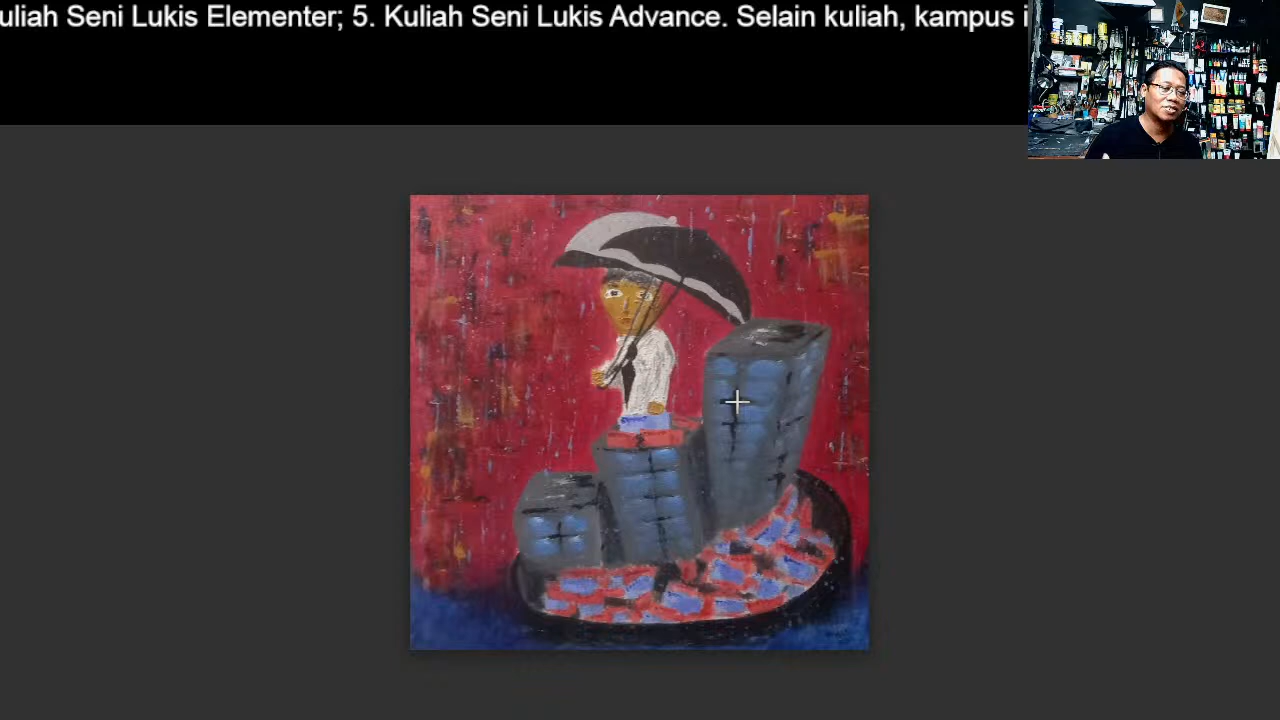 uliah Seni Lukis Elementer; 5. Kuliah Seni Lukis Advance. Selain kuliah, kampus i